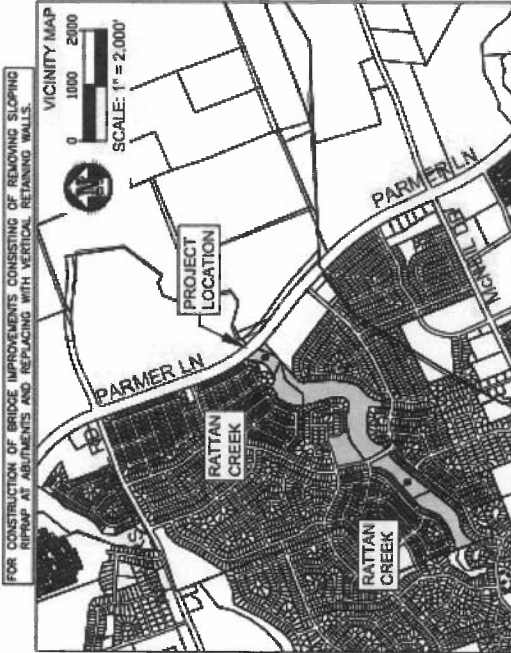 FOR CONSTRUCTION OF BRIDGE IMPROVEMENTS CONSISTING OF REMOVING SLOPING
RIPRAP AT ABUTMENTS AND REPLACING WITH VERTICAL RETAINING WALLS.
VICINITY MAP
0 1000 2000
SCALE: 1" = 2,000'
N
PARMER LN
PROJECT
LOCATION
PARMER LN
RATTAN
CREEK
RATTAN
CREEK
MCNEIL DR